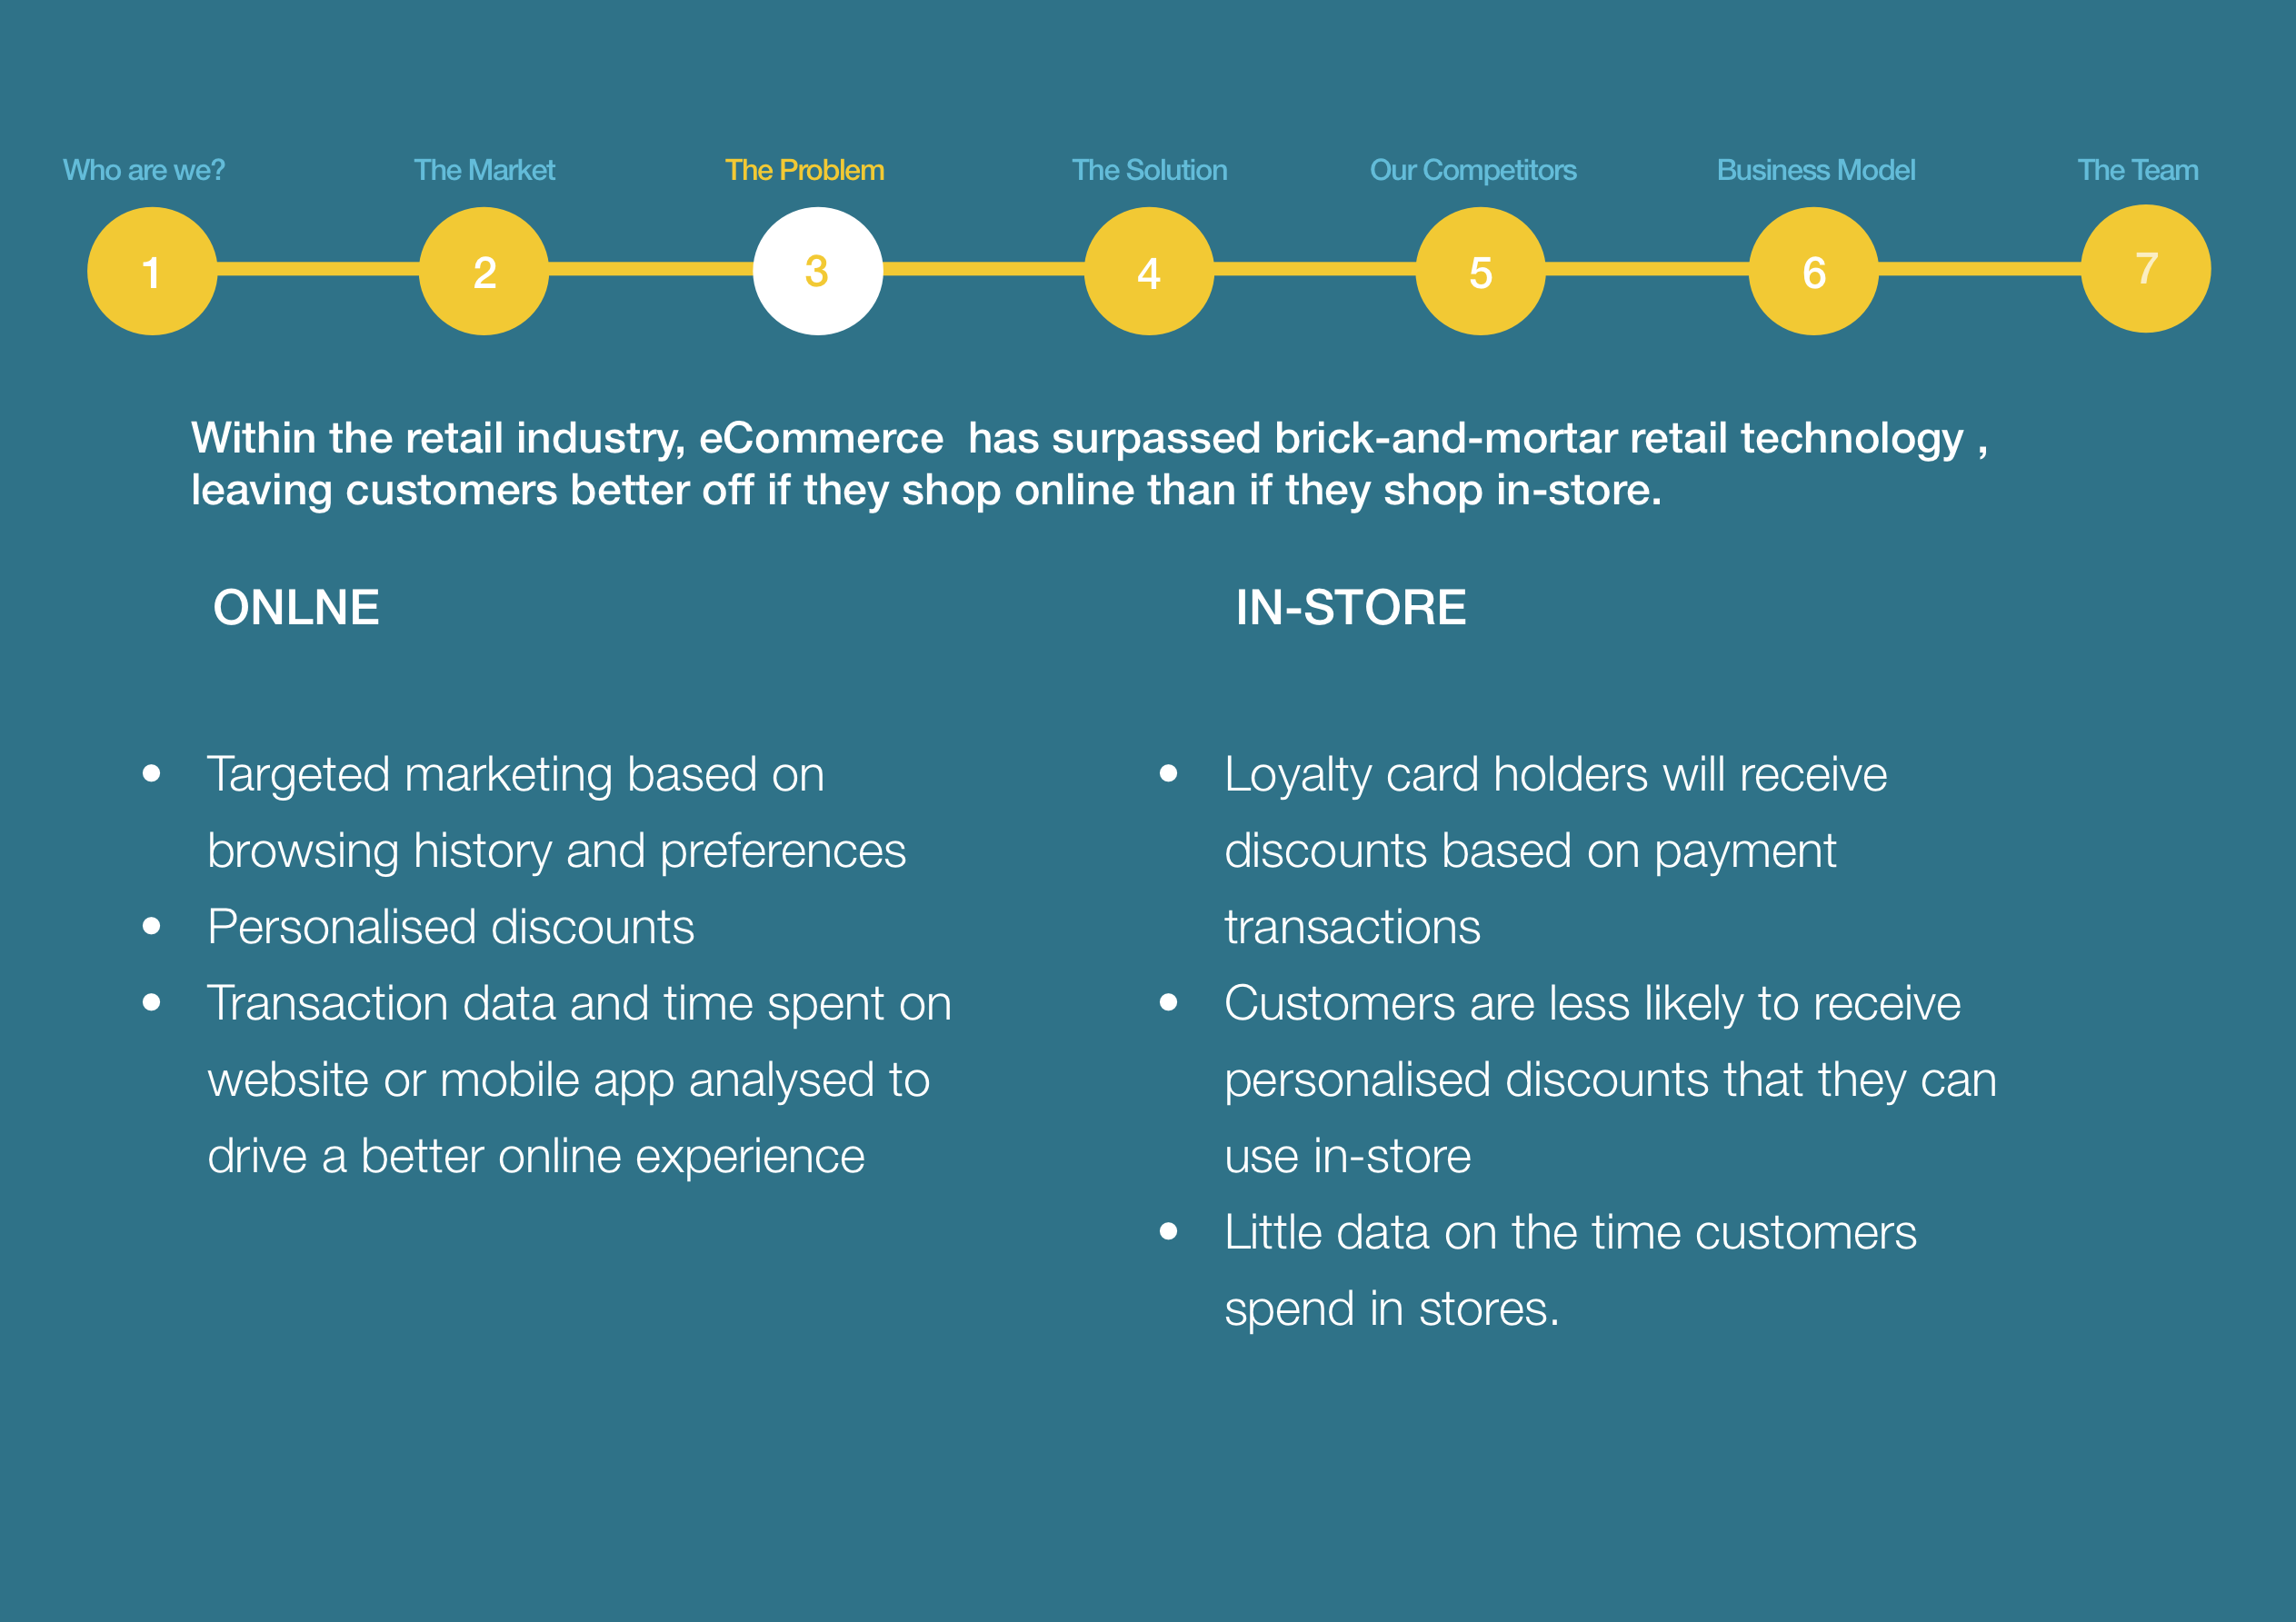 Who are we?
The Market
The Problem
The Solution
Our Competitors
Business Model
The Team
1
2
3
4
5
6
7
Within the retail industry, eCommerce  has surpassed brick-and-mortar retail technology ,
leaving customers better off if they shop online than if they shop in-store.
ONLNE
• Targeted marketing based on
browsing history and preferences
• Personalised discounts
• Transaction data and time spent on
website or mobile app analysed to
drive a better online experience
IN-STORE
• Loyalty card holders will receive
discounts based on payment
transactions
• Customers are less likely to receive
personalised discounts that they can
use in-store
• Little data on the time customers
spend in stores.